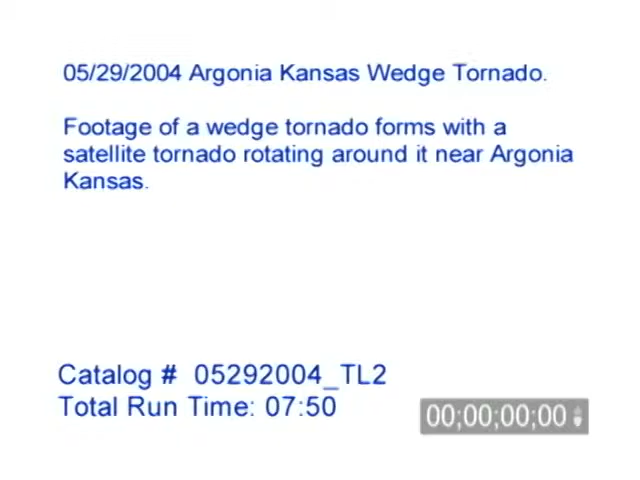 05/29/2004 Argonia Kansas Wedge Tornado.
Footage of a wedge tornado forms with a
satellite tornado rotating around it near Argonia
Kansas.
Catalog # 05292004_TL2
Total Run Time: 07:50
00;00;00;00